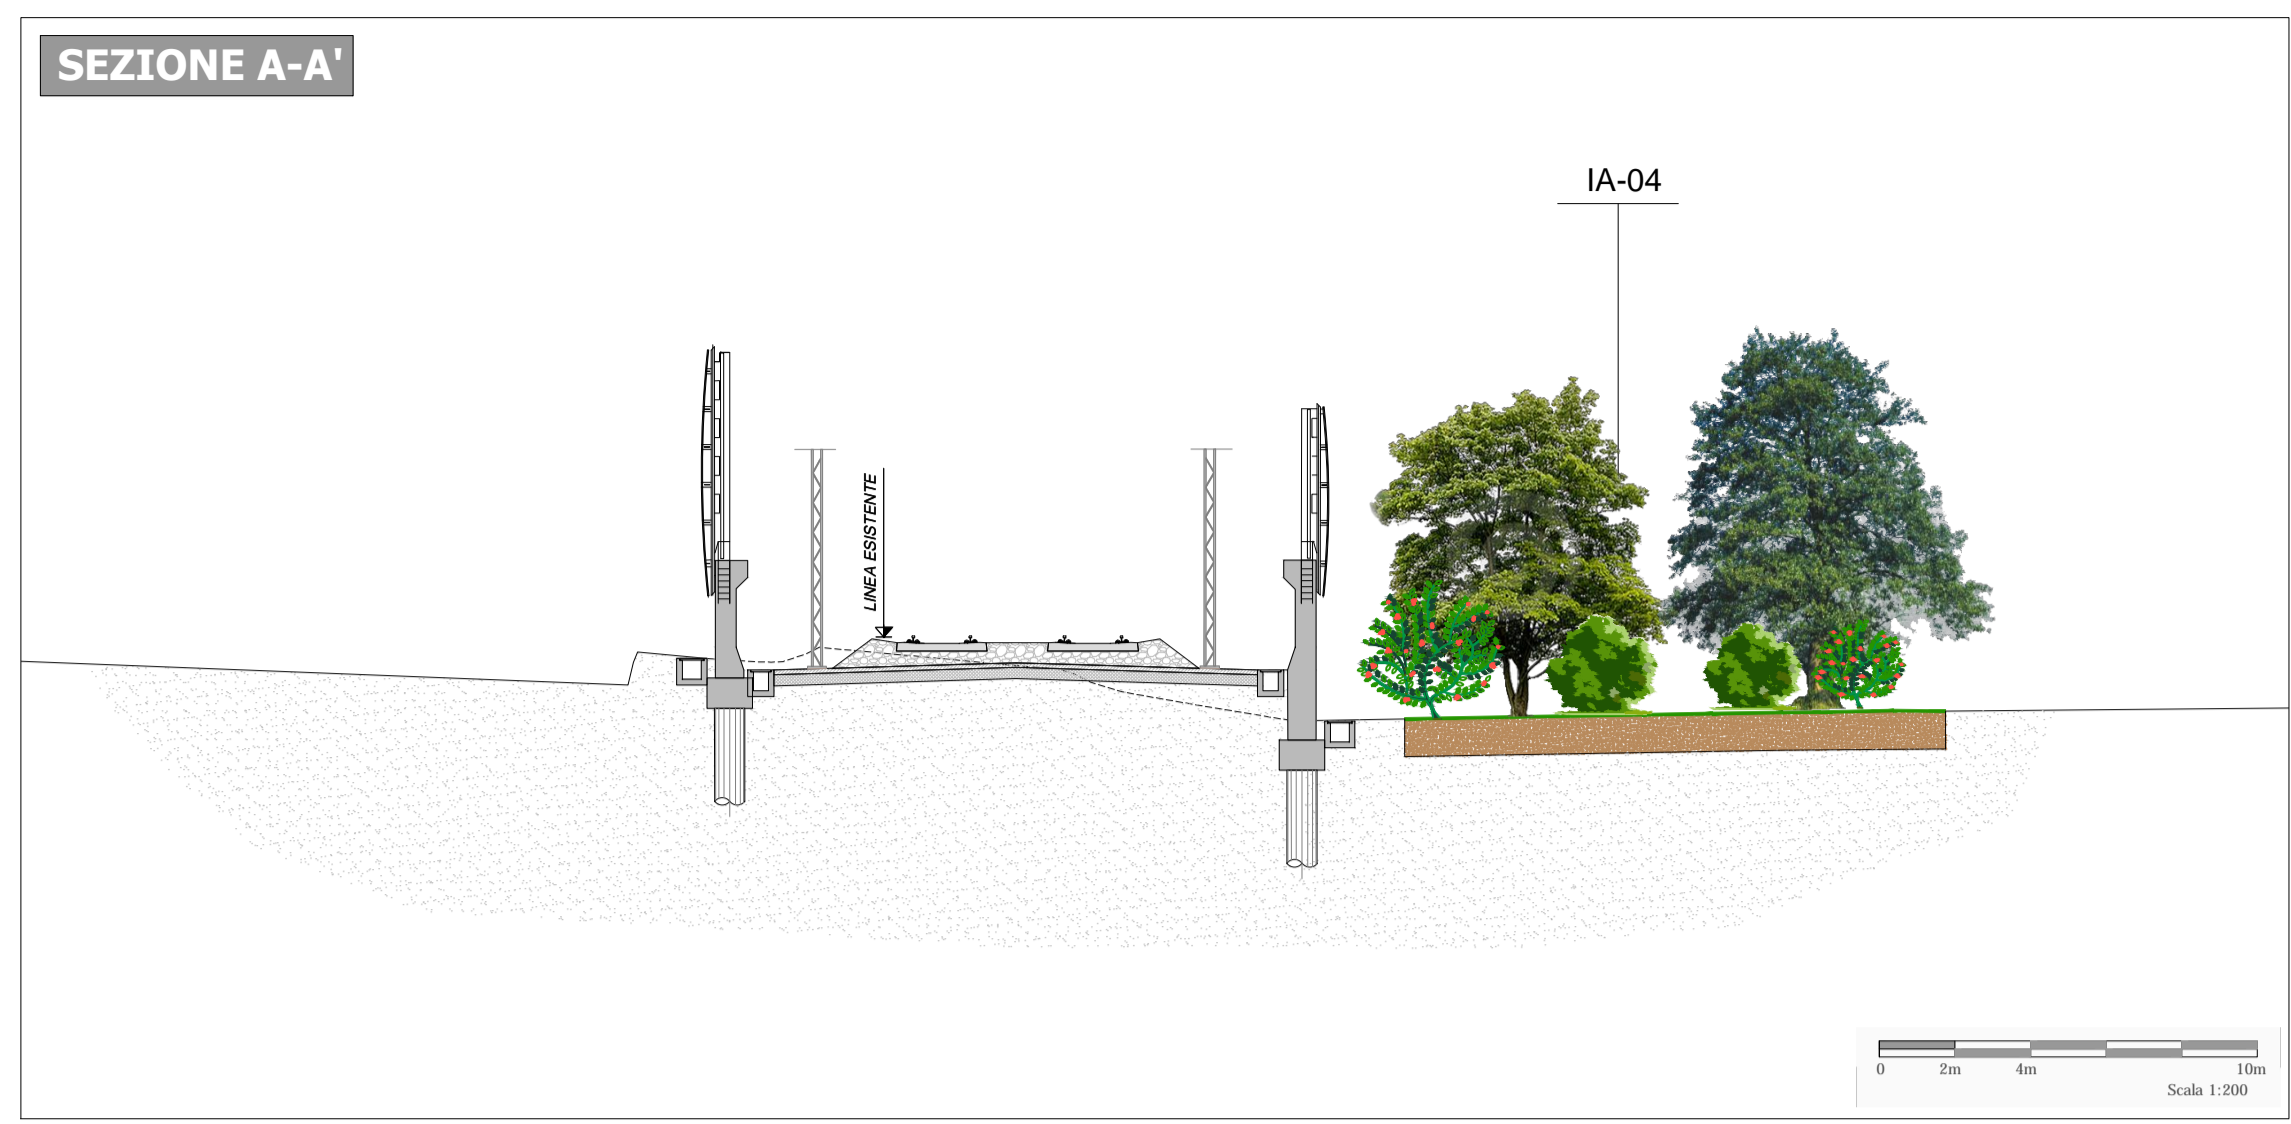 SEZIONE A-A'
IA-04
LINEA ESISTENTE
0 2m 4m 10m
Scala 1:200